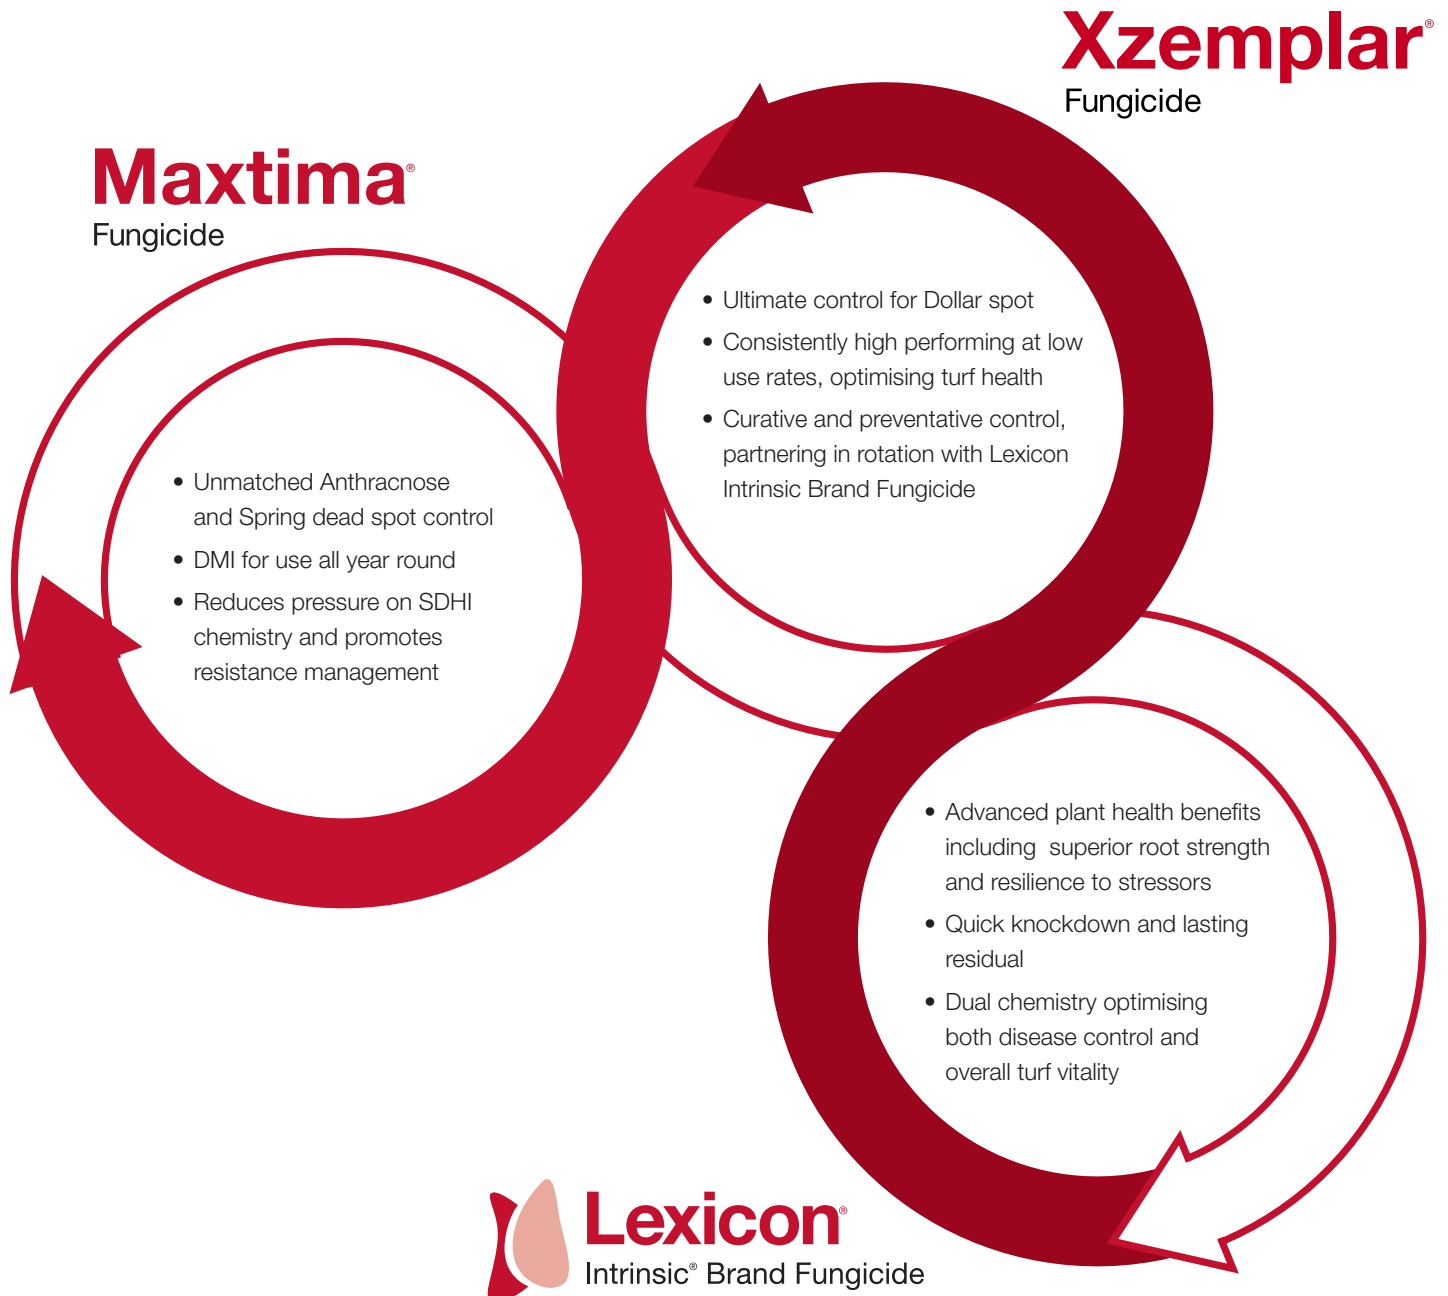 Xzemplar®
Fungicide
Maxtima®
Fungicide
• Ultimate control for Dollar spot
• Consistently high performing at low
use rates, optimising turf health
• Curative and preventative control,
partnering in rotation with Lexicon
Intrinsic Brand Fungicide
• Unmatched Anthracnose
and Spring dead spot control
• DMI for use all year round
• Reduces pressure on SDHI
chemistry and promotes
resistance management
• Advanced plant health benefits
including  superior root strength
and resilience to stressors
• Quick knockdown and lasting
residual
• Dual chemistry optimising
both disease control and
overall turf vitality
Lexicon®
Intrinsic® Brand Fungicide